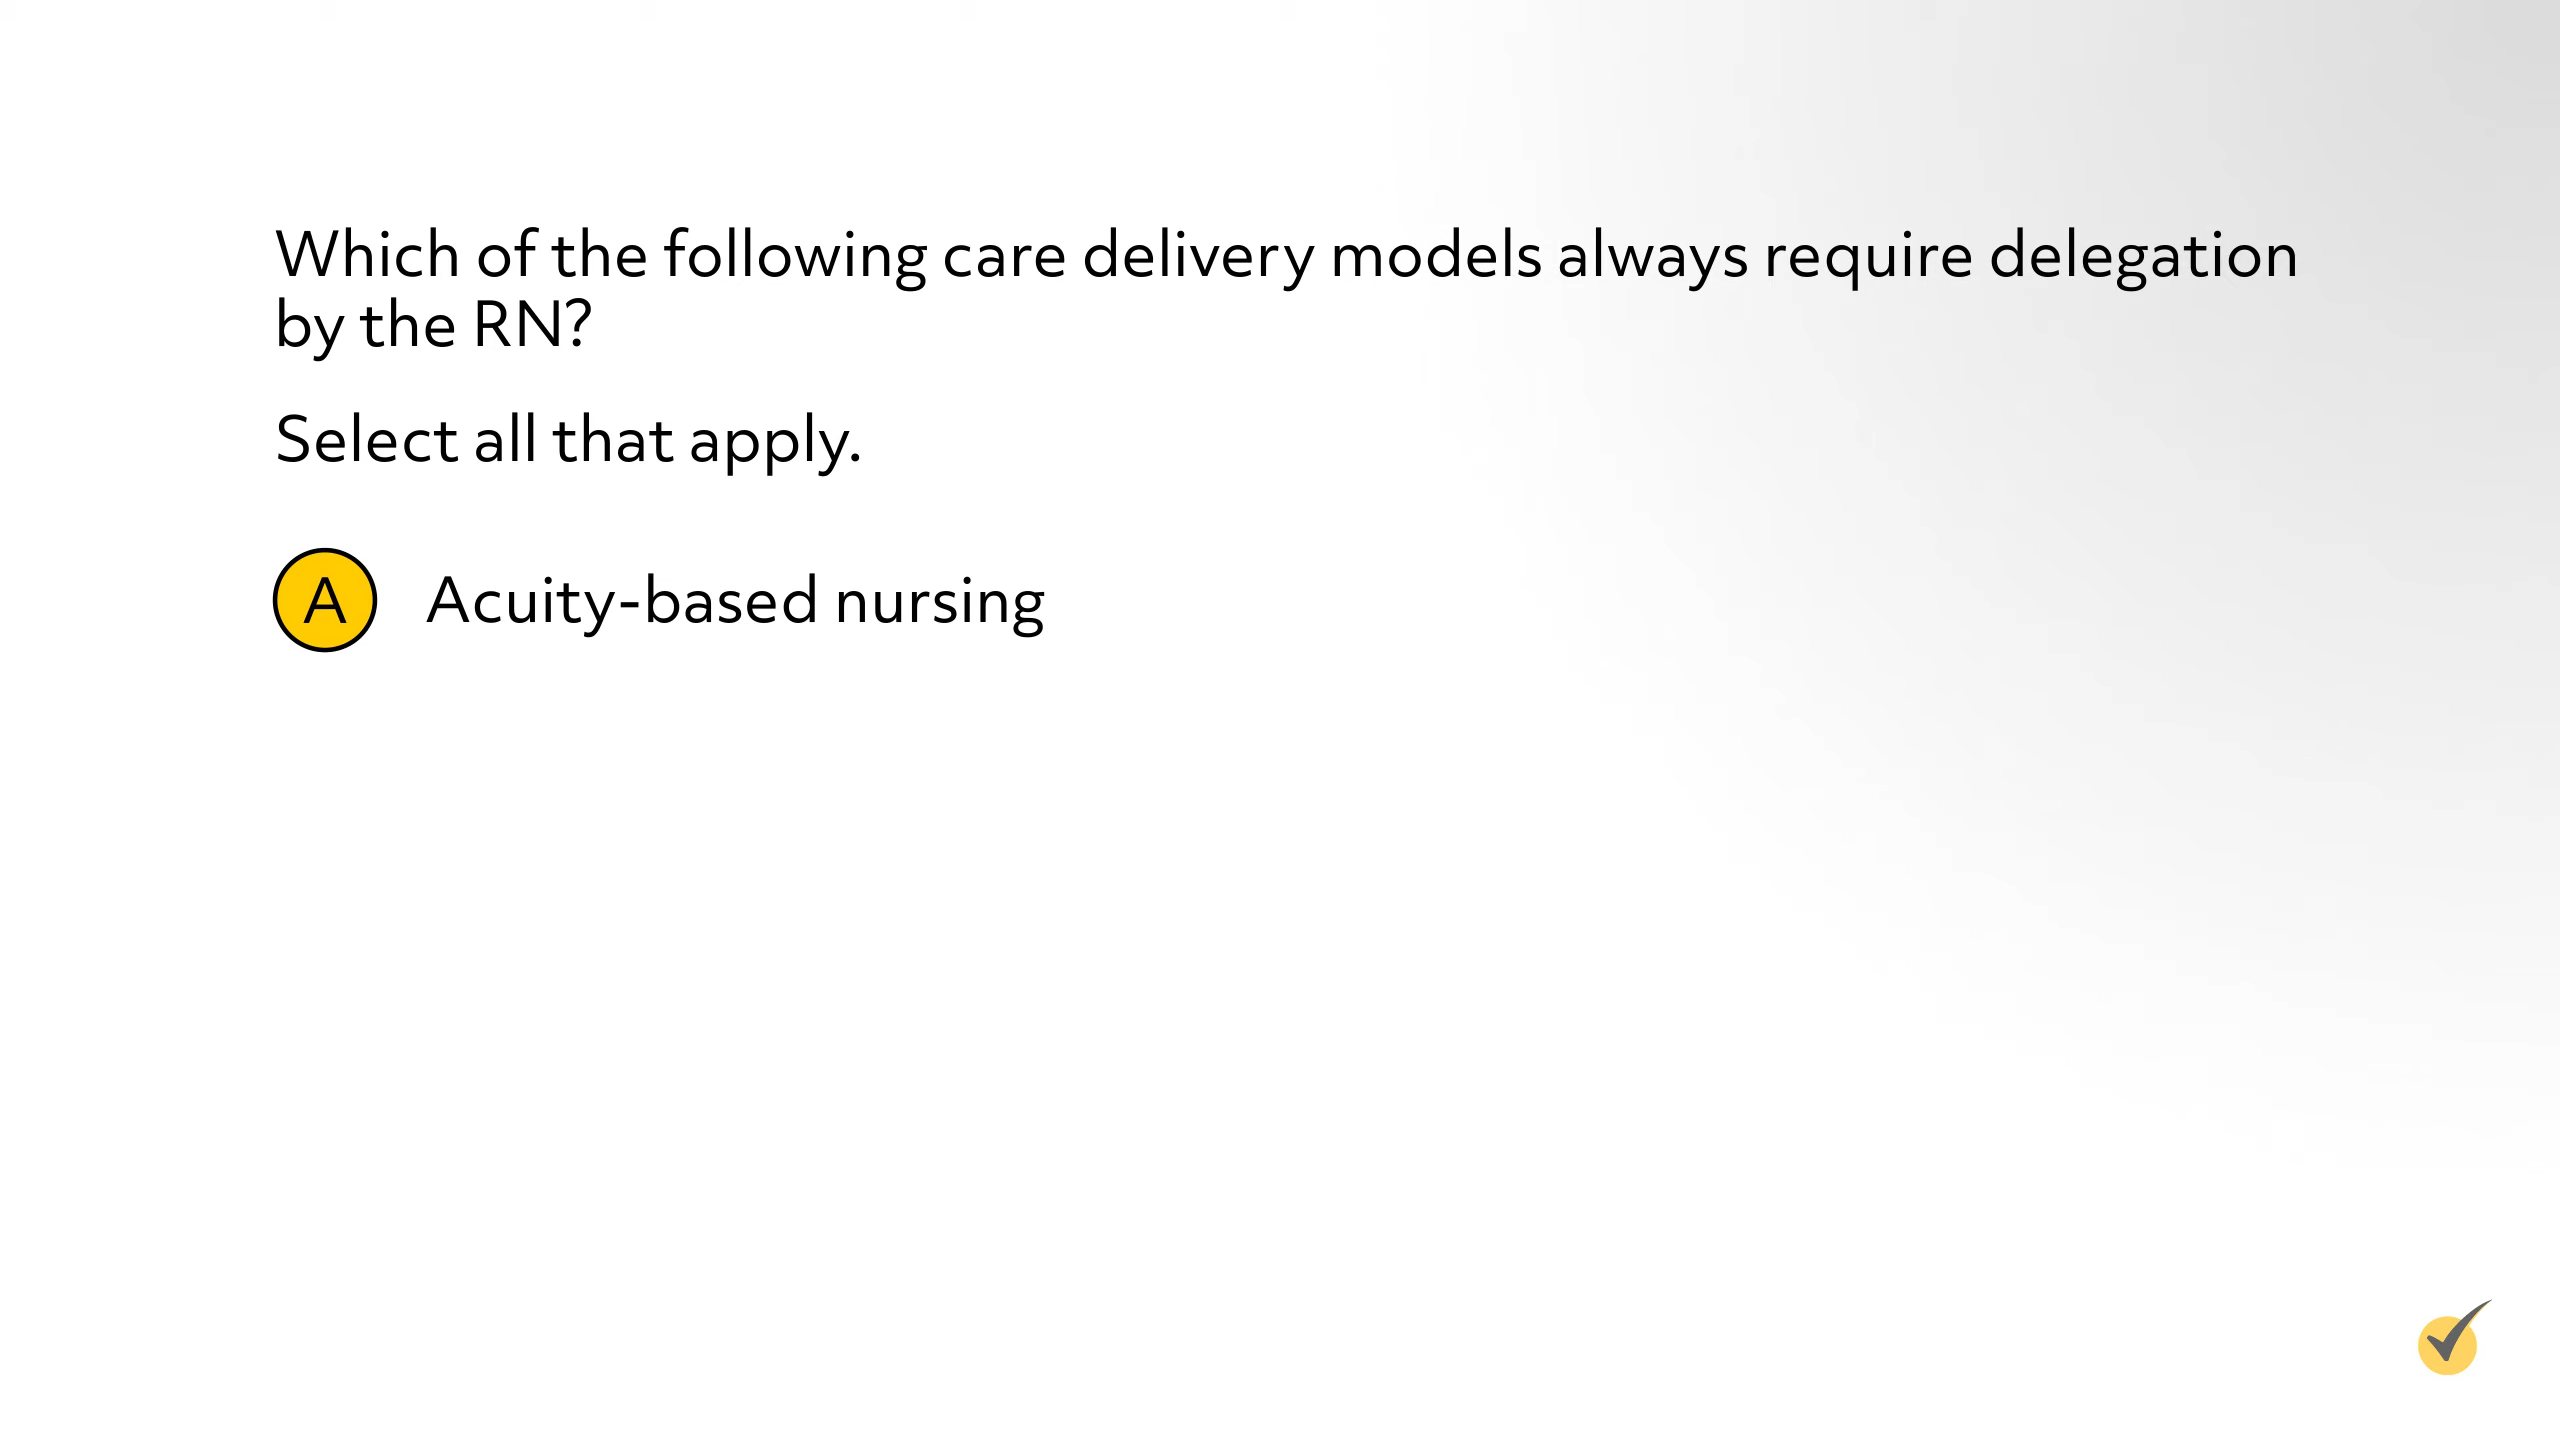 Which of the following care delivery models always require delegation
by the RN?
Select all that apply.
A Acuity-based nursing